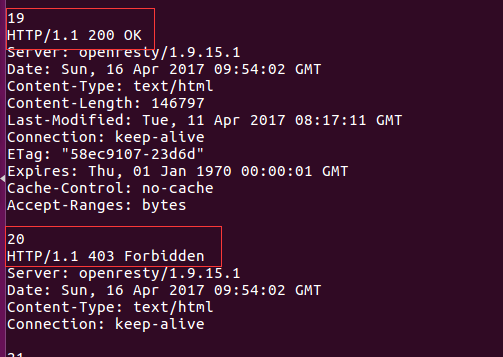 19
HTTP/1.1 200 OK
Server: openresty/1.9.15.1
Date: Sun, 16 Apr 2017 09:54:02 GMT
Content-Type: text/html
Content-Length: 146797
Last-Modified: Tue, 11 Apr 2017 08:17:11 GMT
Connection: keep-alive
ETag: "58ec9107-23d6d"
Expires: Thu, 01 Jan 1970 00:00:01 GMT
Cache-Control: no-cache
Accept-Ranges: bytes
20
HTTP/1.1 403 Forbidden
Server: openresty/1.9.15.1
Date: Sun, 16 Apr 2017 09:54:02 GMT
Content-Type: text/html
Connection: keep-alive